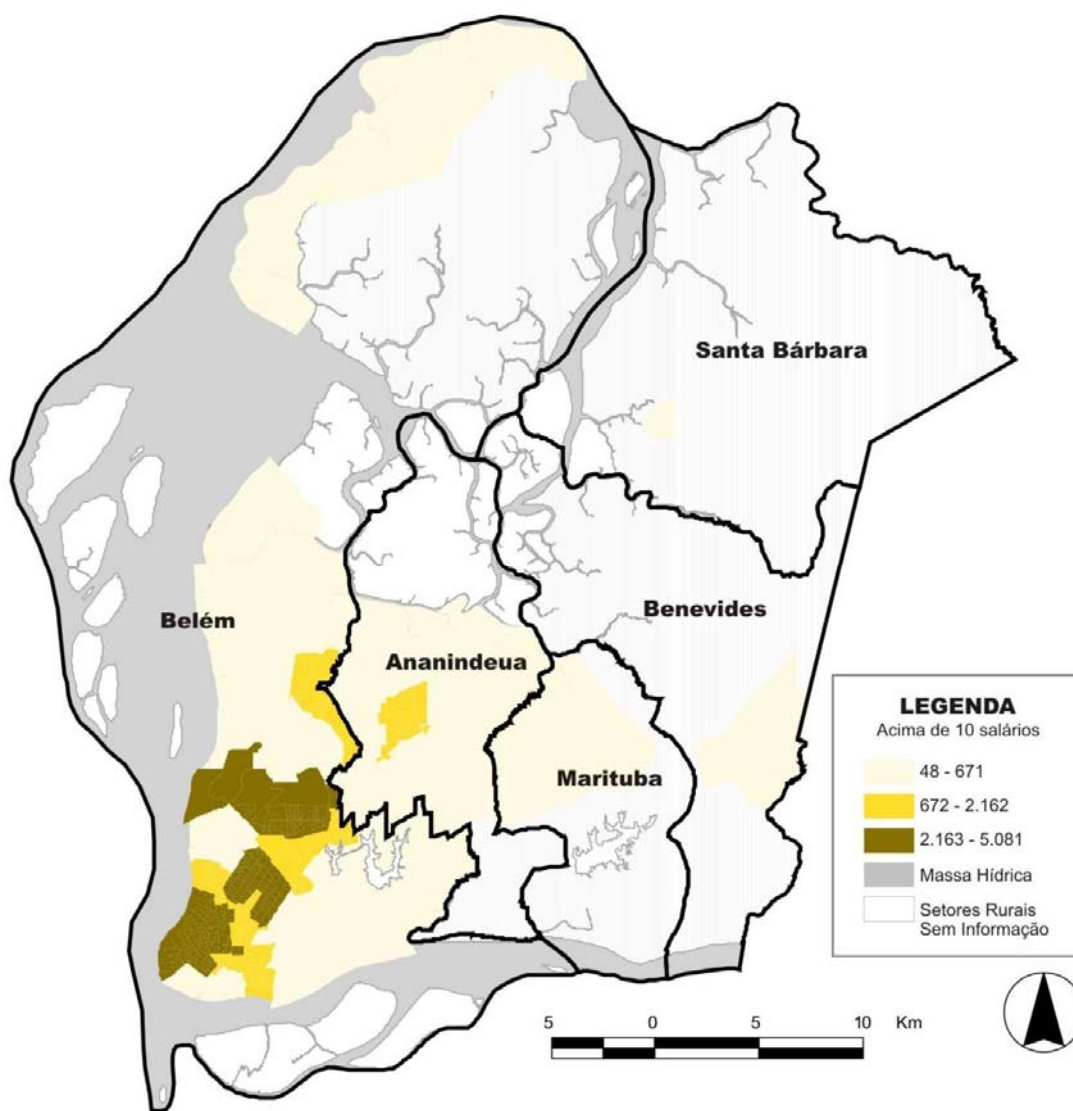 Santa Bárbara
Belém
Ananindeua
Benevides
Marituba
LEGENDA
Acima de 10 salários
48 - 671
672 - 2.162
2.163 - 5.081
Massa Hídrica
Setores Rurais
Sem Informação
5 0 5 10 Km